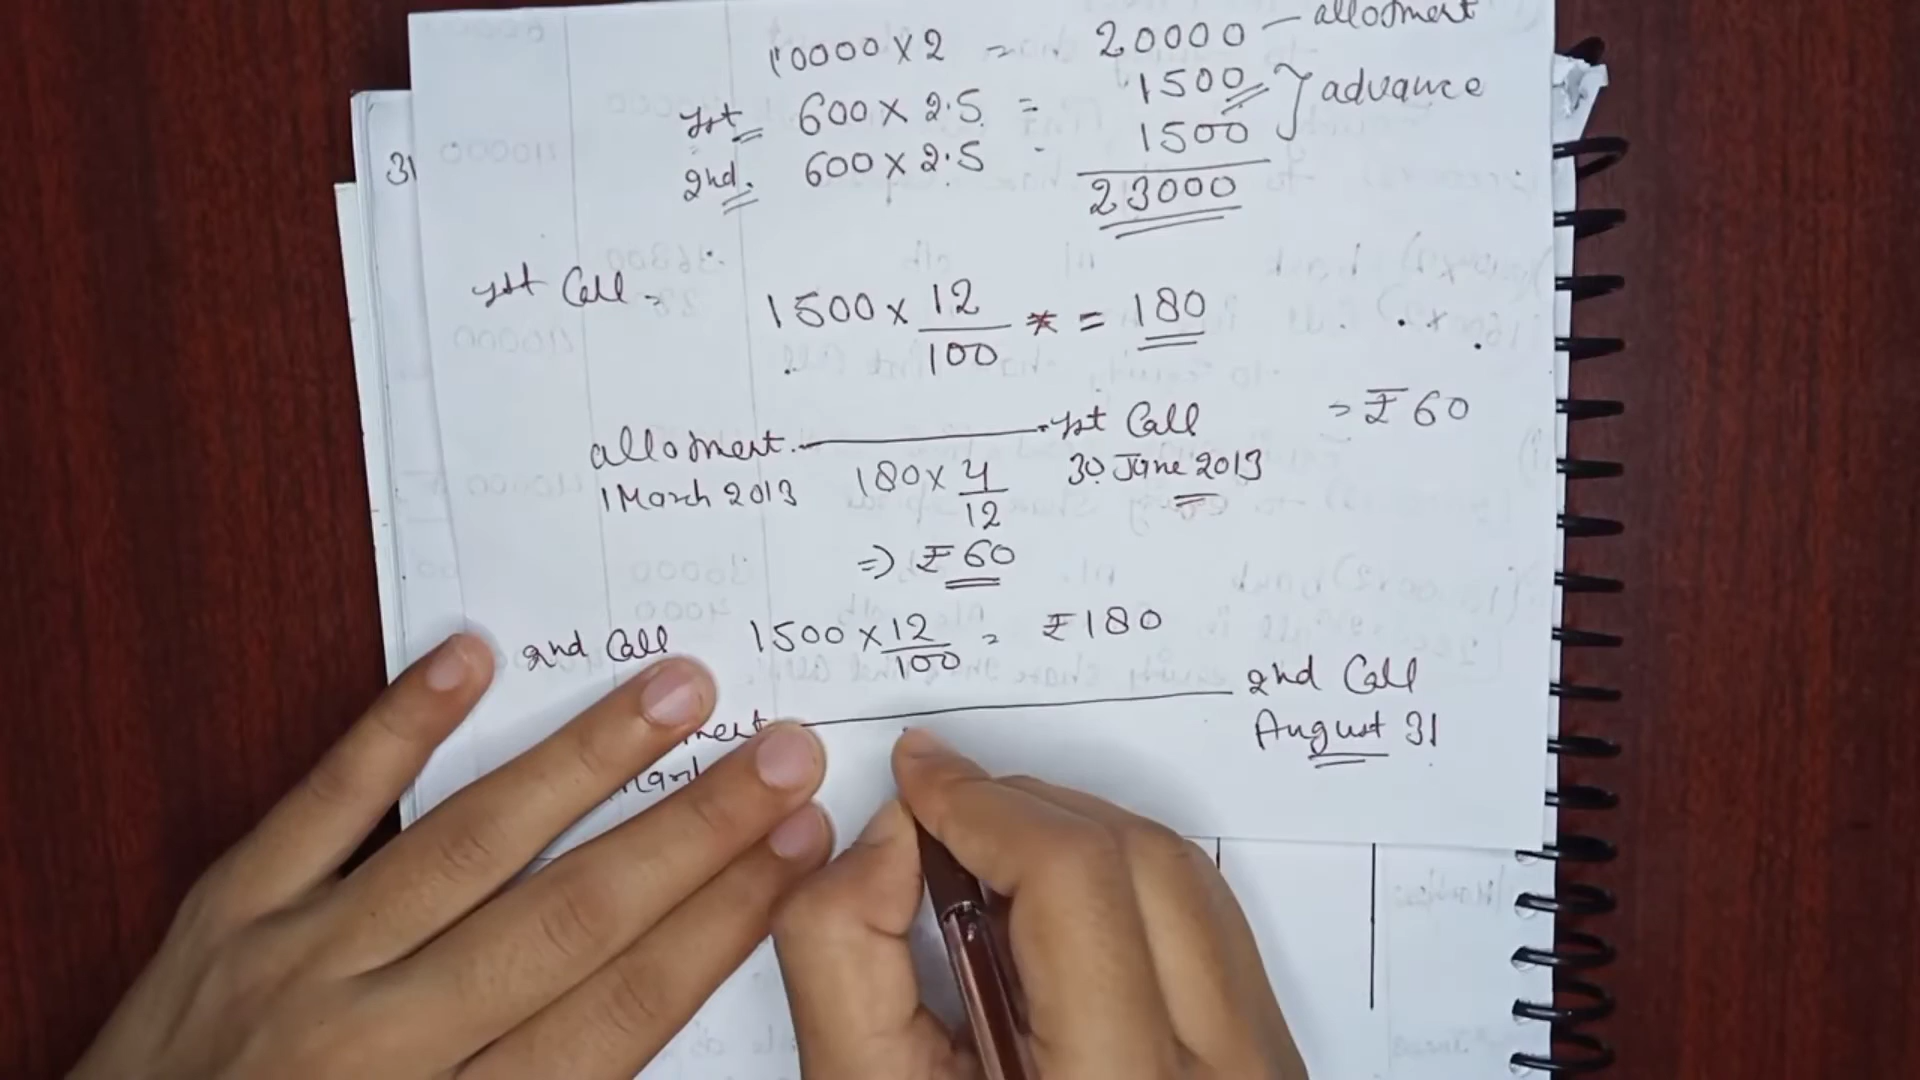 10000 × 2 = 20000 — allotment
1st 600 × 2.5 = 1500 } advance
2nd. 600 × 2.5 1500
23000
31
1st Call = 1500 × 12/100 = 180
= ₹ 60
allotment 1st Call
1 March 2013 180 × 4/12 30 June 2013
⇒ ₹ 60
2nd Call 1500 × 12/100 = ₹ 180
2nd Call
August 31